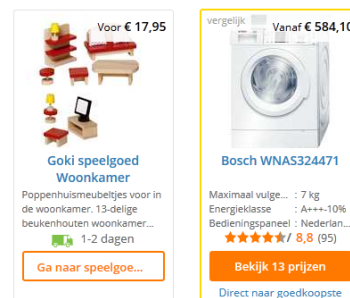 Voor € 17,95
Goki speelgoed
Woonkamer
Poppenhuismeubeltjes voor in
de woonkamer. 13-delige
beukenhouten woonkamer...
1-2 dagen
Ga naar speelgoe...
vergelijk
Vanaf € 584,10
Bosch WNAS324471
Maximaal vulge... : 7 kg
Energieklasse : A+++-10%
Bedieningspaneel : Nederlan...
/ 8,8 (95)
Bekijk 13 prijzen
Direct naar goedkoopste